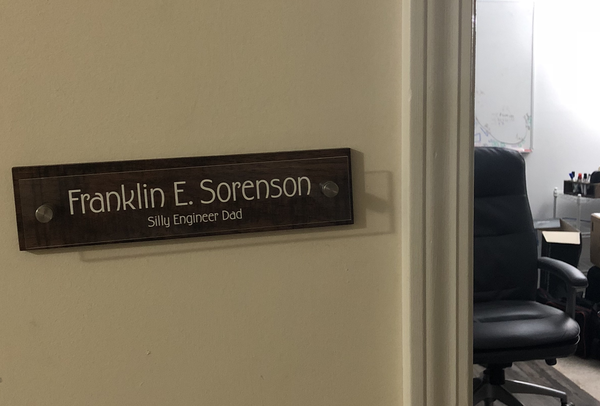 Franklin E. Sorenson
Silly Engineer Dad